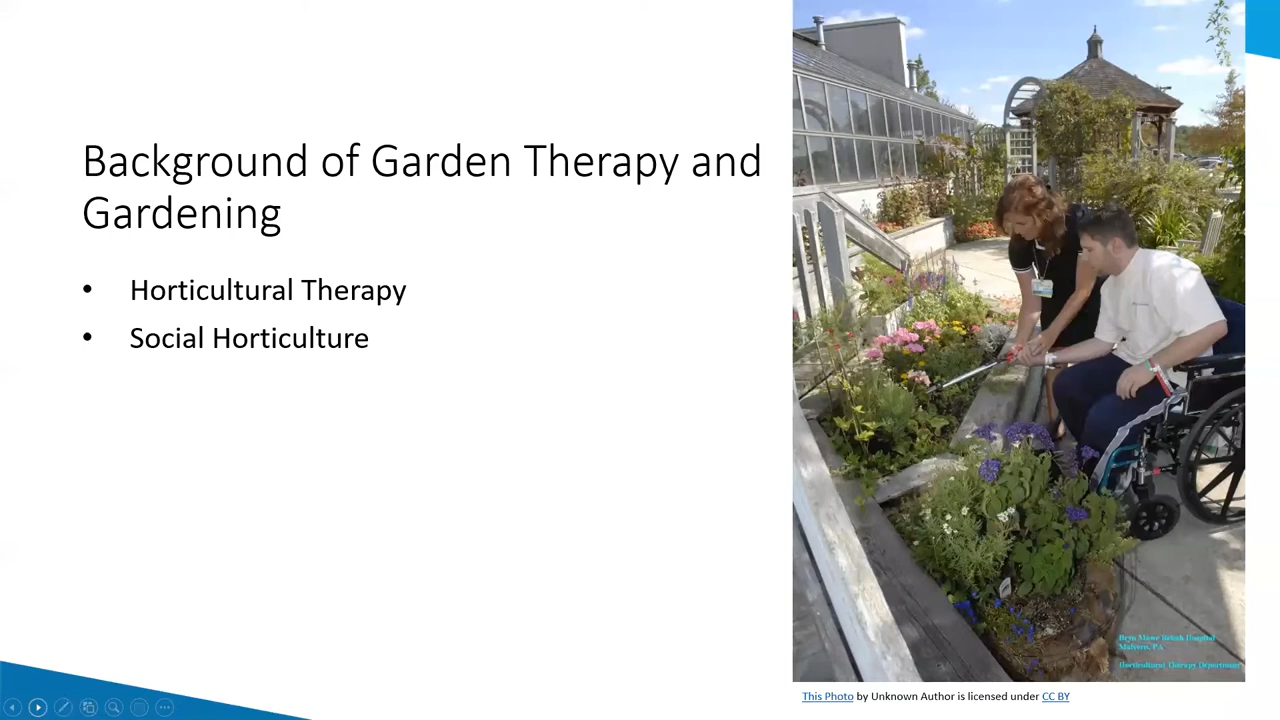 Background of Garden Therapy and
Gardening
• Horticultural Therapy
• Social Horticulture
Bryn Mawr Rehab Hospital
Malvern, PA
Horticultural Therapy Department
This Photo by Unknown Author is licensed under CC BY